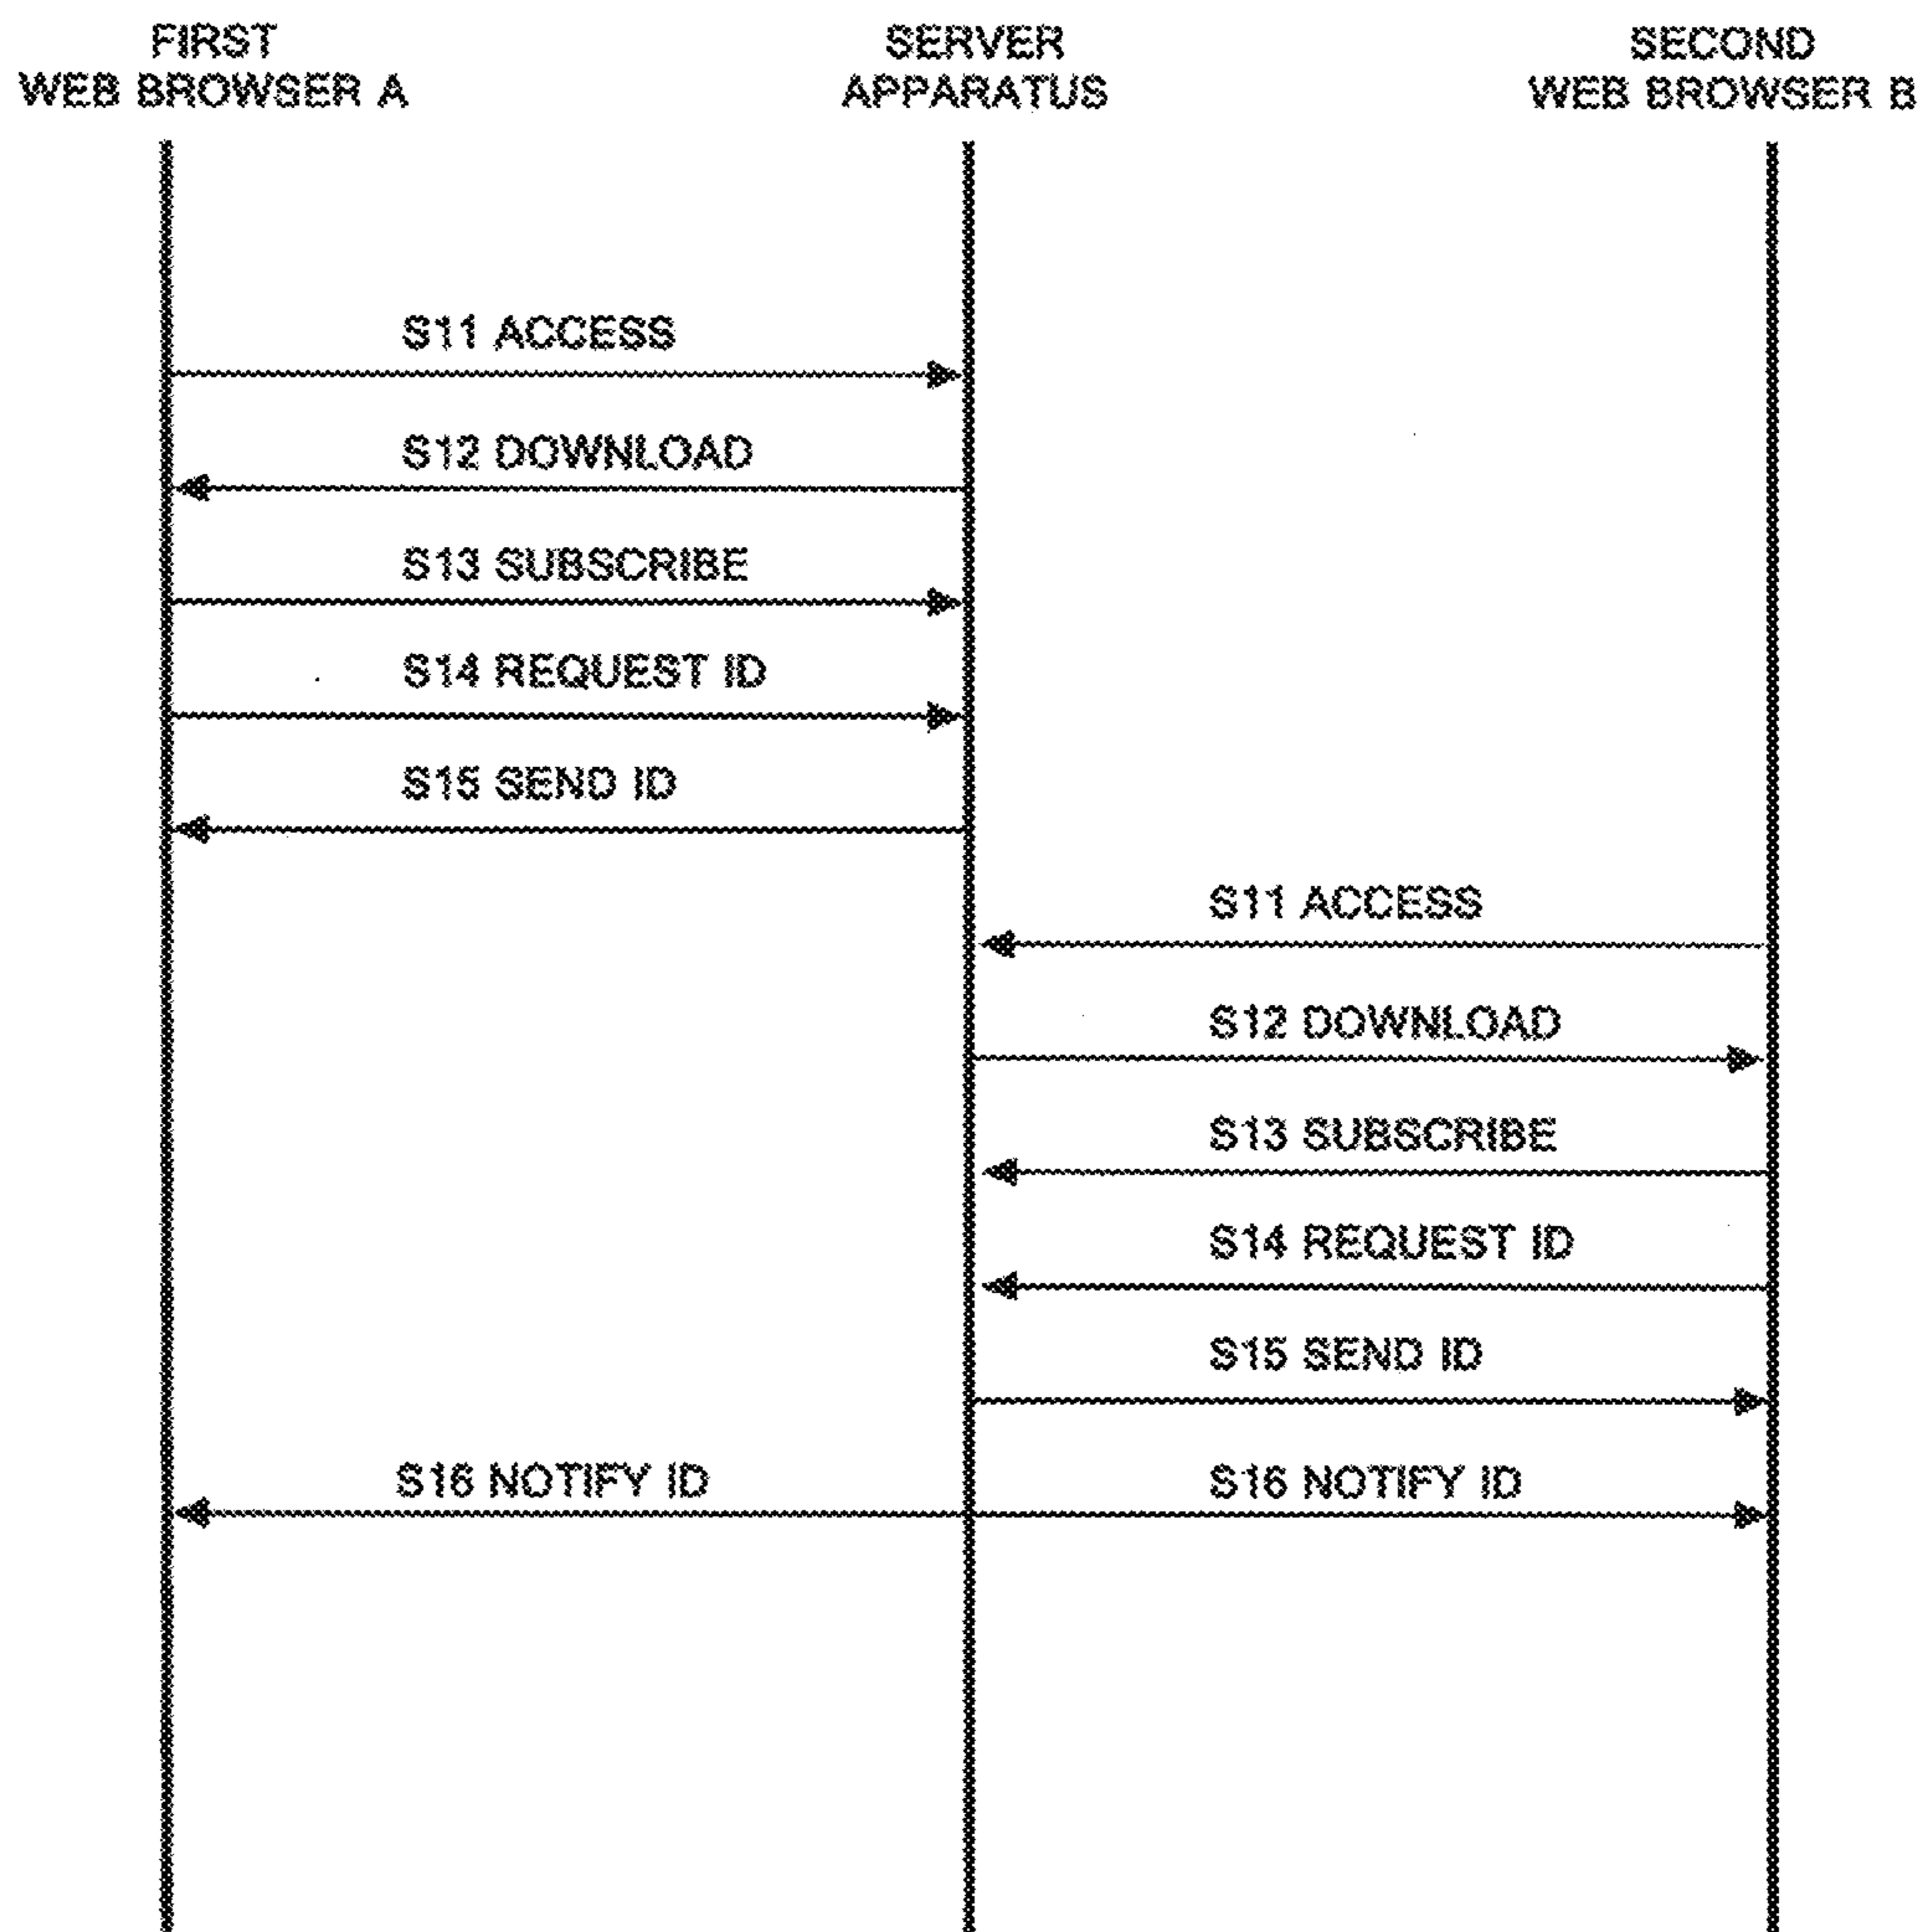 FIRST
WEB BROWSER A
SERVER
APPARATUS
SECOND
WEB BROWSER B
S11 ACCESS
S12 DOWNLOAD
S13 SUBSCRIBE
S14 REQUEST ID
S15 SEND ID
S11 ACCESS
S12 DOWNLOAD
S13 SUBSCRIBE
S14 REQUEST ID
S15 SEND ID
S16 NOTIFY ID
S16 NOTIFY ID